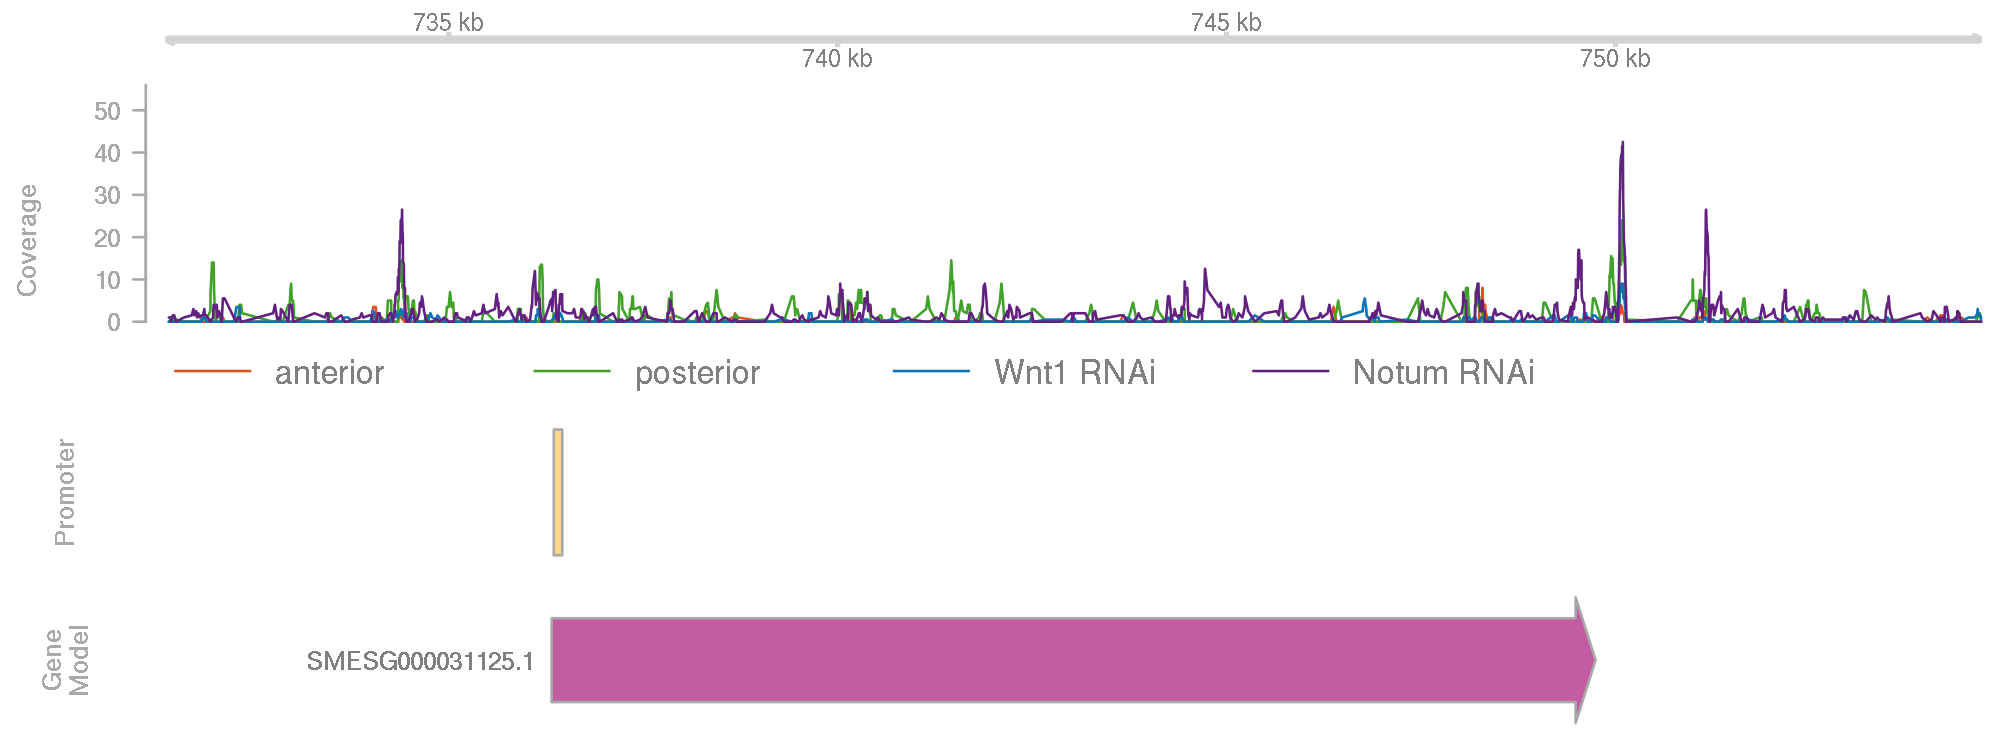 735 kb
745 kb
740 kb
750 kb
Coverage
50
40
30
20
10
0
anterior
posterior
Wnt1 RNAi
Notum RNAi
Promoter
Gene
Model
SMESG000031125.1